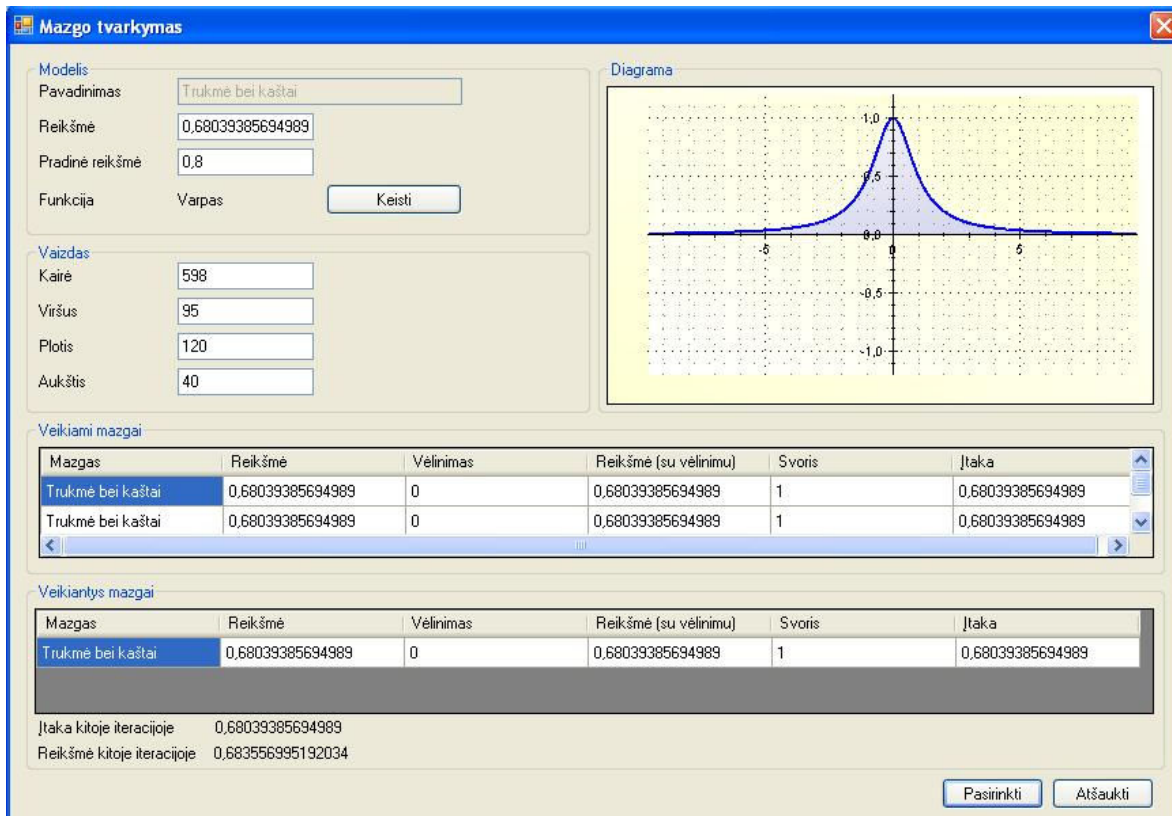 Mazgo tvarkymas
Modelis
Pavadinimas Trukmė bei kaštai
Reikšmė 0,68039385694989
Pradinė reikšmė 0,8
Funkcija Varpas Keisti
Vaizdas
Kairė 598
Viršus 95
Plotis 120
Aukštis 40
Diagrama
1,0
0,5
0,0
-5 0 5
-0,5
-1,0
Veikiami mazgai
Mazgas Reikšmė Vėlinimas Reikšmė (su vėlinimu) Svoris Įtaka
Trukmė bei kaštai 0,68039385694989 0 0,68039385694989 1 0,68039385694989
Trukmė bei kaštai 0,68039385694989 0 0,68039385694989 1 0,68039385694989
Veikiantys mazgai
Mazgas Reikšmė Vėlinimas Reikšmė (su vėlinimu) Svoris Įtaka
Trukmė bei kaštai 0,68039385694989 0 0,68039385694989 1 0,68039385694989
Įtaka kitoje iteracijoje 0,68039385694989
Reikšmė kitoje iteracijoje 0,683556995192034
Pasirinkti Atšaukti